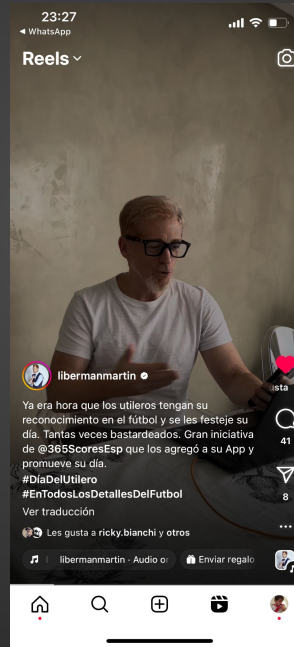 23:27
◀ WhatsApp
Reels
libermanmartin
usta
Ya era hora que los utileros tengan su
reconocimiento en el fútbol y se les festeje su
día. Tantas veces bastardeados. Gran iniciativa
de @365ScoresEsp que los agregó a su App y
promueve su día.
#DíaDelUtilero
#EnTodosLosDetallesDelFutbol
41
Ver traducción
8
Les gusta a ricky.bianchi y otros
libermanmartin · Audio or
Enviar regalo